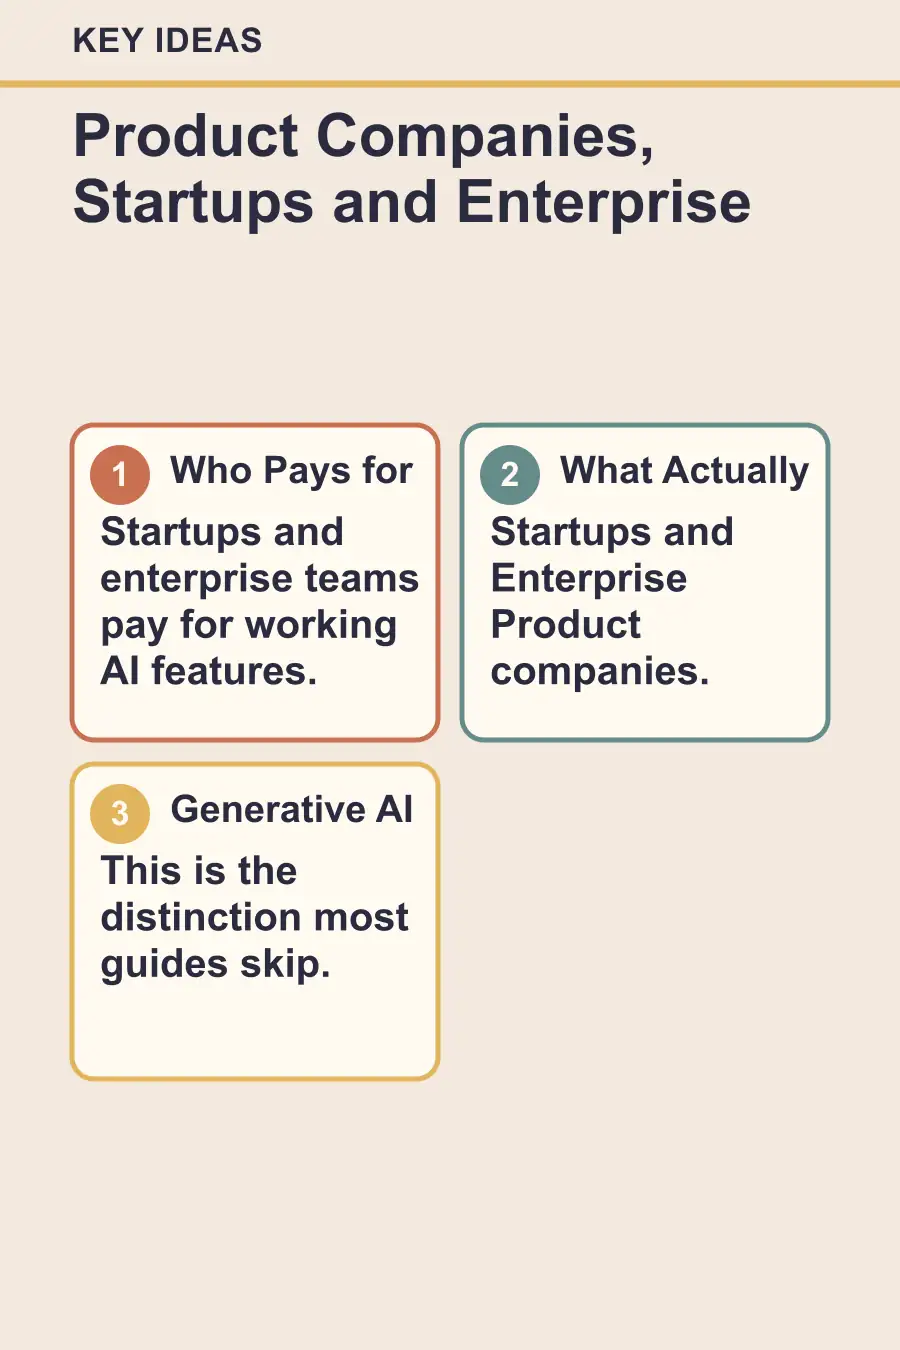 KEY IDEAS
Product Companies,
Startups and Enterprise
1 Who Pays for
Startups and
enterprise teams
pay for working
AI features.
2 What Actually
Startups and
Enterprise
Product
companies.
3 Generative AI
This is the
distinction most
guides skip.